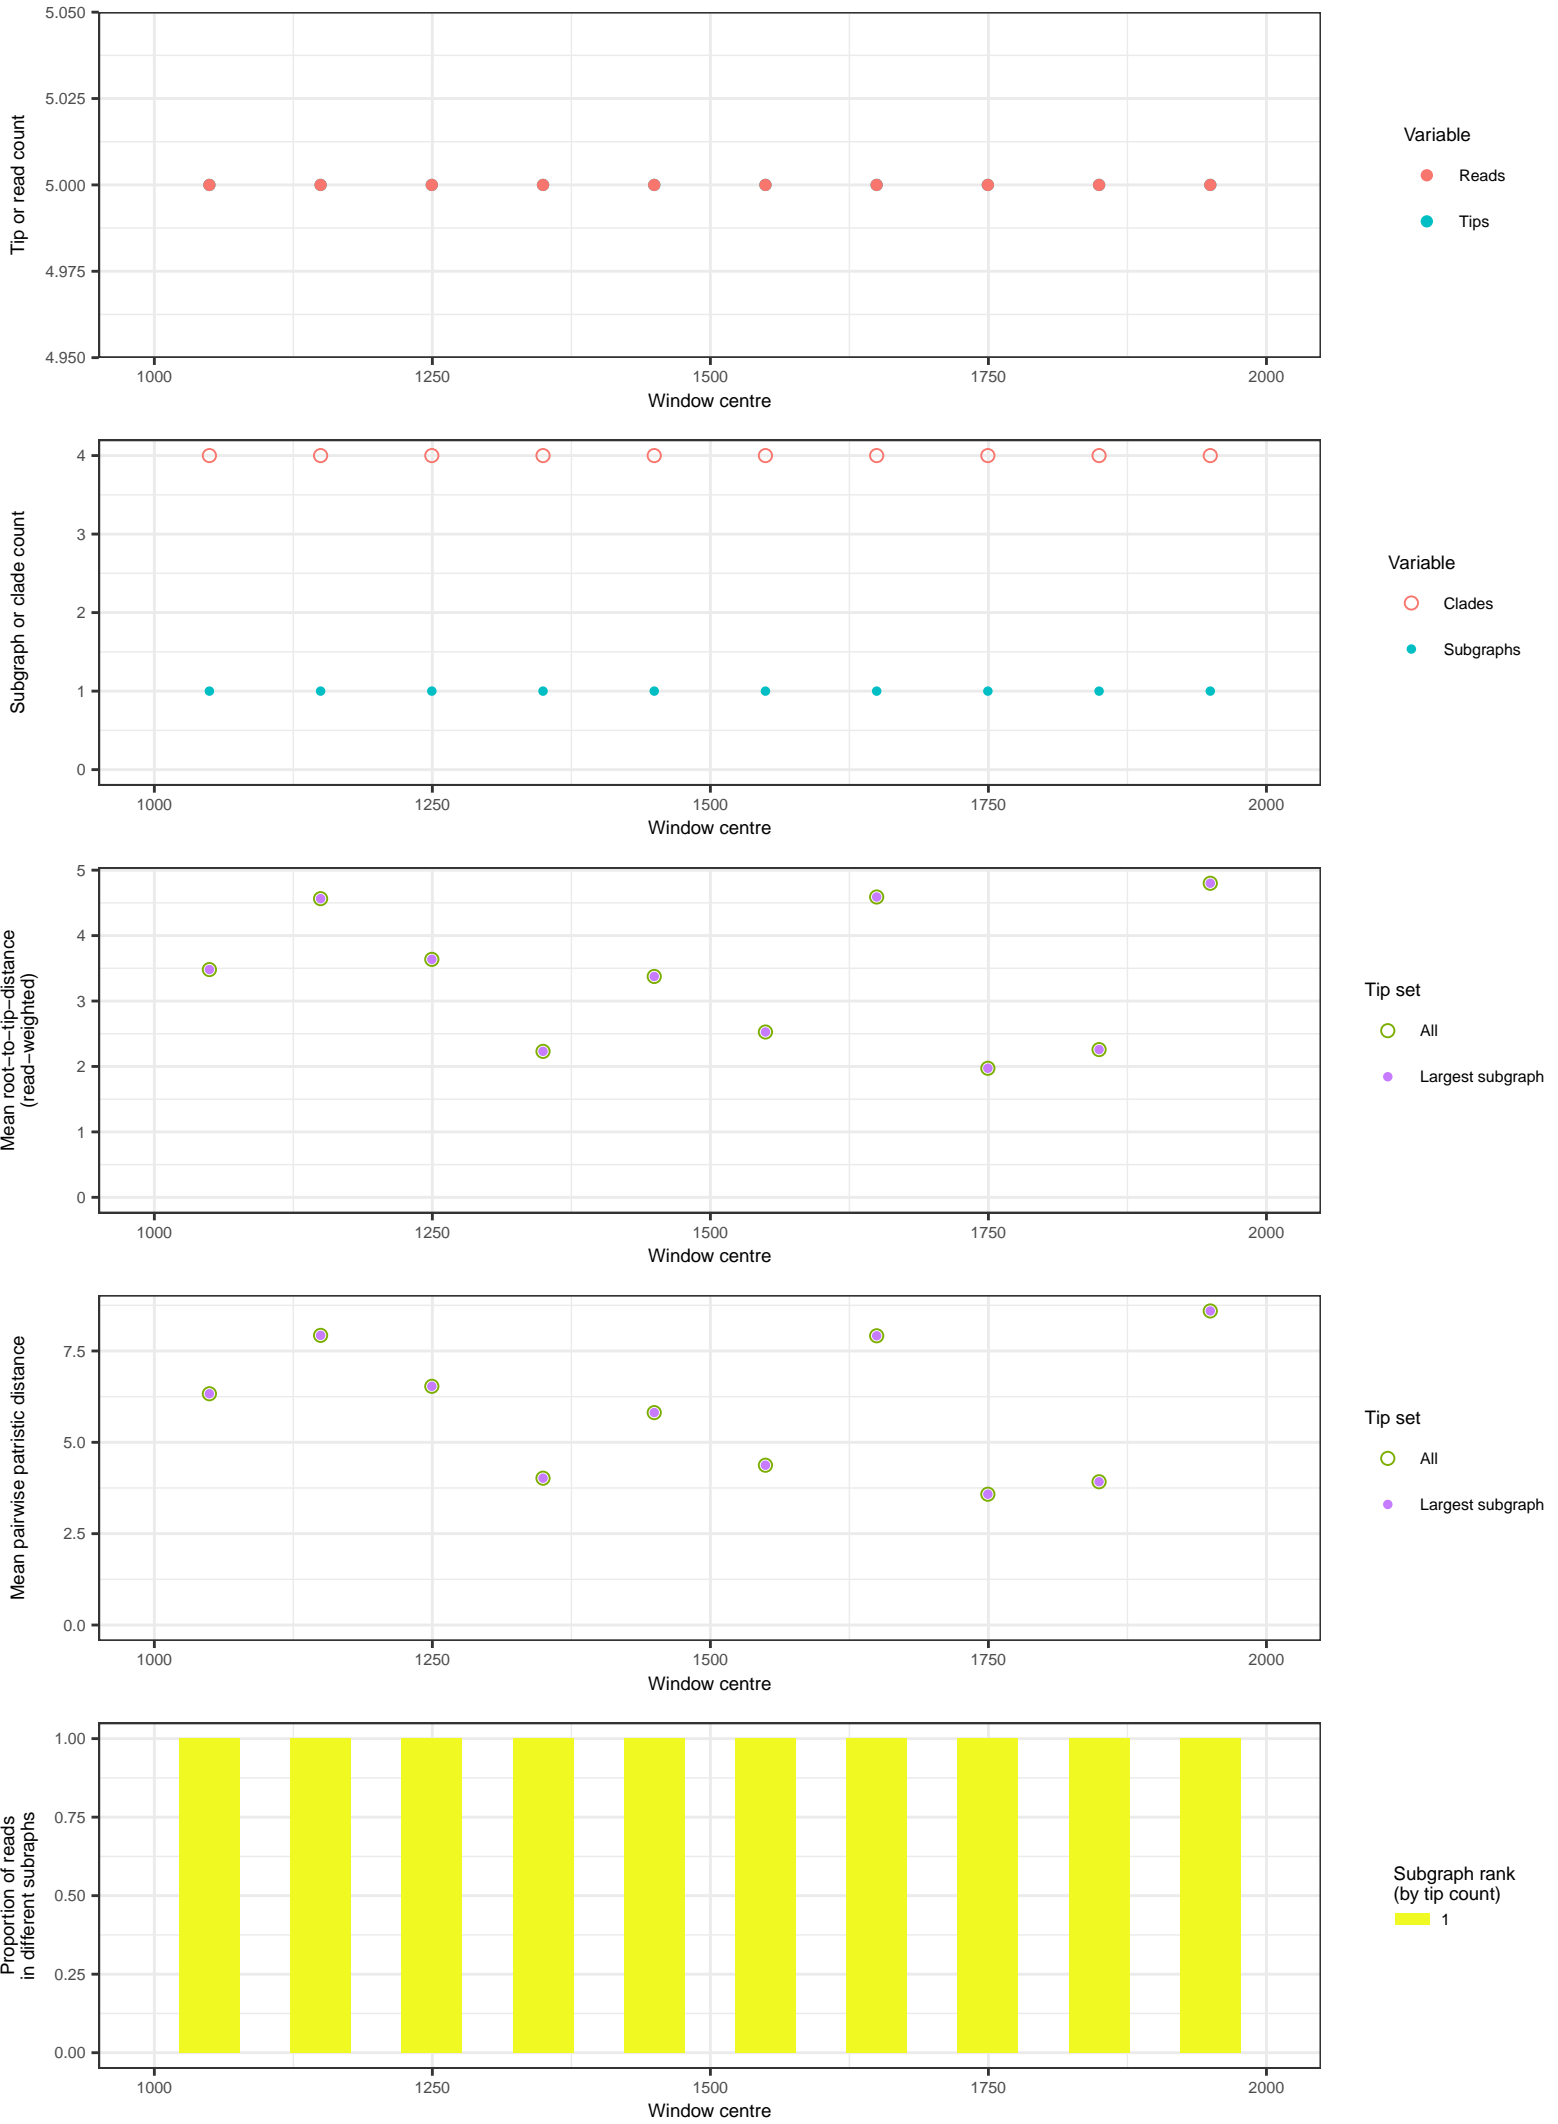 5.050
5.025
5.000
4.975
4.950
Tip or read count
1000 1250 1500 1750 2000
Window centre
Variable
Reads
Tips
4
3
2
1
0
Subgraph or clade count
1000 1250 1500 1750 2000
Window centre
Variable
Clades
Subgraphs
5
4
3
2
1
0
Mean root−to−tip−distance
(read−weighted)
1000 1250 1500 1750 2000
Window centre
Tip set
All
Largest subgraph
7.5
5.0
2.5
0.0
Mean pairwise patristic distance
1000 1250 1500 1750 2000
Window centre
Tip set
All
Largest subgraph
1.00
0.75
0.50
0.25
0.00
Proportion of reads
in different subraphs
1000 1250 1500 1750 2000
Window centre
Subgraph rank
(by tip count)
1